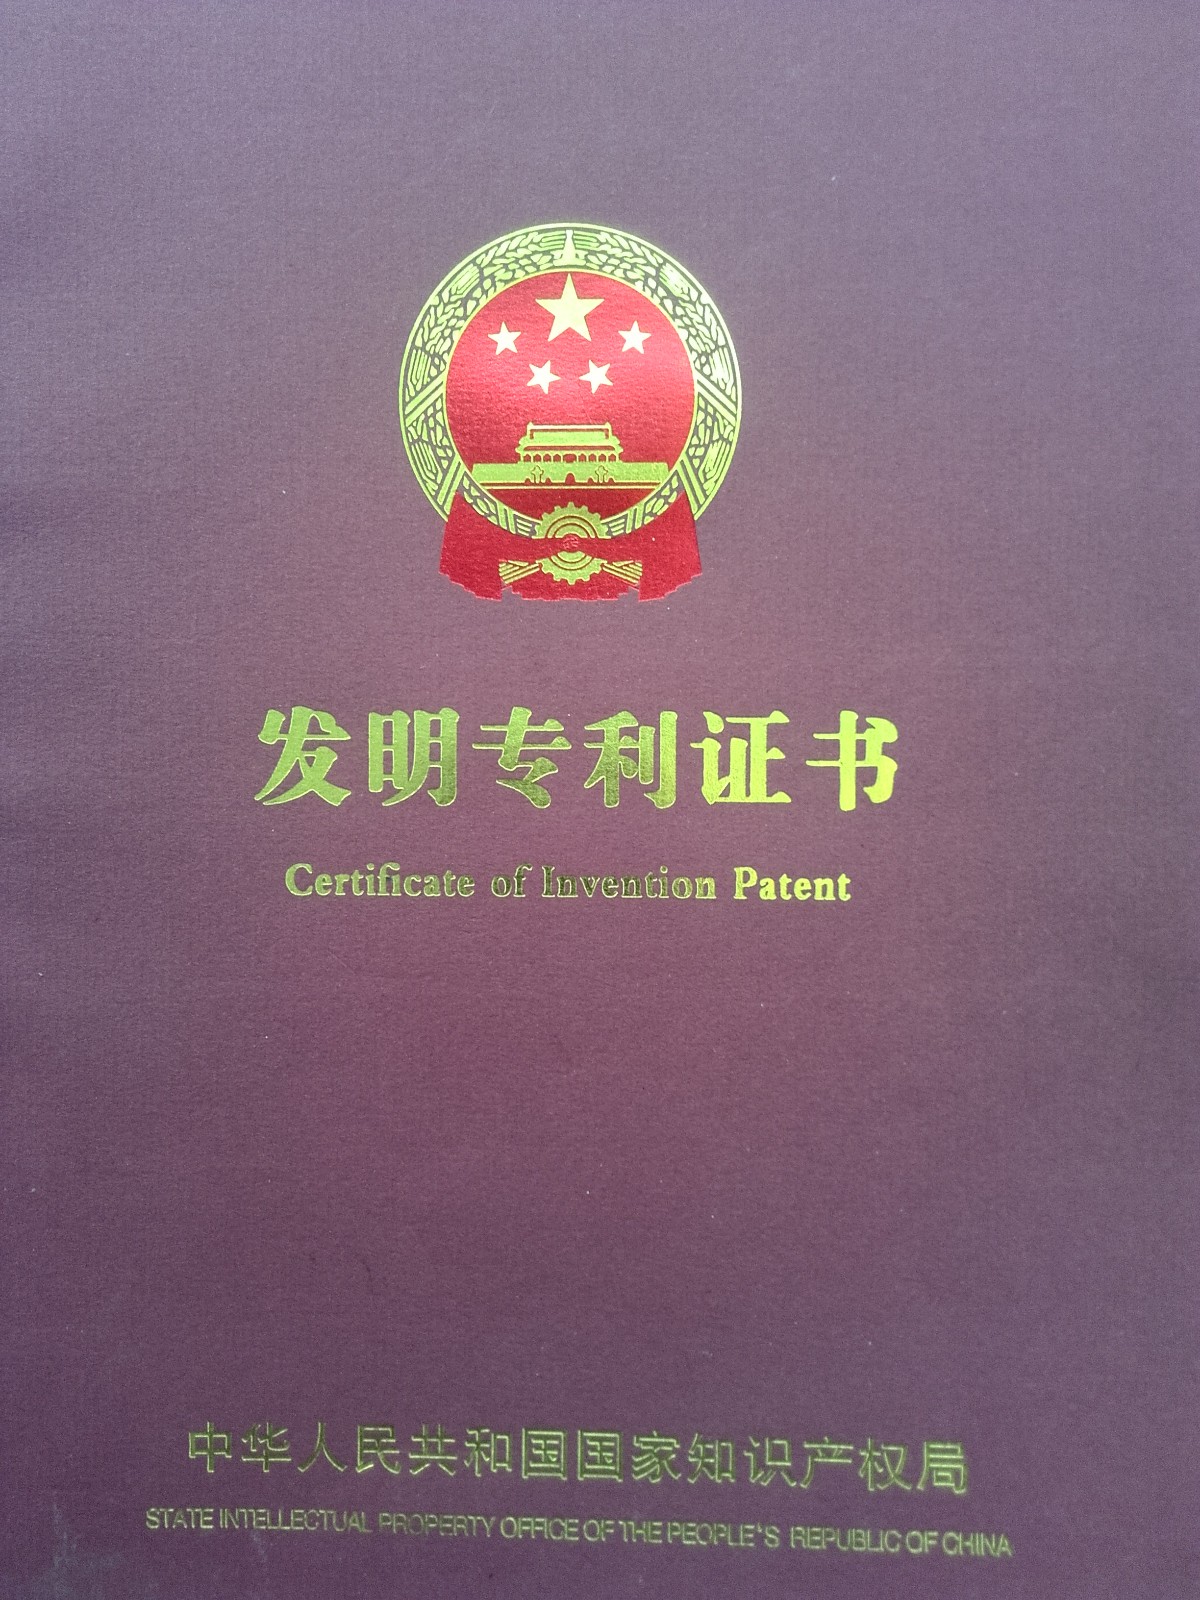 发明专利证书
Certificate of Invention Patent
中华人民共和国国家知识产权局
STATE INTELLECTUAL PROPERTY OFFICE OF THE PEOPLE'S REPUBLIC OF CHINA